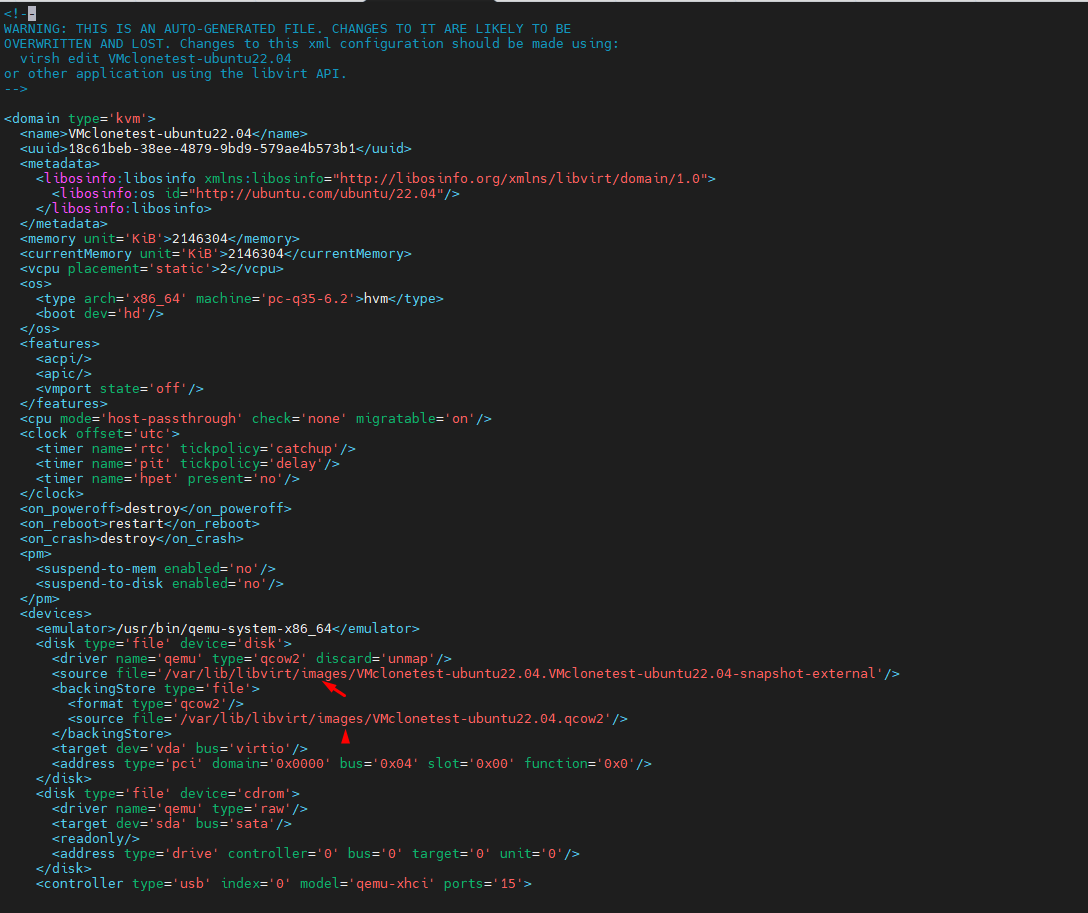 <!--
WARNING: THIS IS AN AUTO-GENERATED FILE. CHANGES TO IT ARE LIKELY TO BE
OVERWRITTEN AND LOST. Changes to this xml configuration should be made using:
  virsh edit VMclonetest-ubuntu22.04
or other application using the libvirt API.
-->

<domain type='kvm'>
  <name>VMclonetest-ubuntu22.04</name>
  <uuid>18c61beb-38ee-4879-9bd9-579ae4b573b1</uuid>
  <metadata>
    <libosinfo:libosinfo xmlns:libosinfo="http://libosinfo.org/xmlns/libvirt/domain/1.0">
      <libosinfo:os id="http://ubuntu.com/ubuntu/22.04"/>
    </libosinfo:libosinfo>
  </metadata>
  <memory unit='KiB'>2146304</memory>
  <currentMemory unit='KiB'>2146304</currentMemory>
  <vcpu placement='static'>2</vcpu>
  <os>
    <type arch='x86_64' machine='pc-q35-6.2'>hvm</type>
    <boot dev='hd'/>
  </os>
  <features>
    <acpi/>
    <apic/>
    <vmport state='off'/>
  </features>
  <cpu mode='host-passthrough' check='none' migratable='on'/>
  <clock offset='utc'>
    <timer name='rtc' tickpolicy='catchup'/>
    <timer name='pit' tickpolicy='delay'/>
    <timer name='hpet' present='no'/>
  </clock>
  <on_poweroff>destroy</on_poweroff>
  <on_reboot>restart</on_reboot>
  <on_crash>destroy</on_crash>
  <pm>
    <suspend-to-mem enabled='no'/>
    <suspend-to-disk enabled='no'/>
  </pm>
  <devices>
    <emulator>/usr/bin/qemu-system-x86_64</emulator>
    <disk type='file' device='disk'>
      <driver name='qemu' type='qcow2' discard='unmap'/>
      <source file='/var/lib/libvirt/images/VMclonetest-ubuntu22.04.VMclonetest-ubuntu22.04-snapshot-external'/>
      <backingStore type='file'>
        <format type='qcow2'/>
        <source file='/var/lib/libvirt/images/VMclonetest-ubuntu22.04.qcow2'/>
      </backingStore>
      <target dev='vda' bus='virtio'/>
      <address type='pci' domain='0x0000' bus='0x04' slot='0x00' function='0x0'/>
    </disk>
    <disk type='file' device='cdrom'>
      <driver name='qemu' type='raw'/>
      <target dev='sda' bus='sata'/>
      <readonly/>
      <address type='drive' controller='0' bus='0' target='0' unit='0'/>
    </disk>
    <controller type='usb' index='0' model='qemu-xhci' ports='15'>